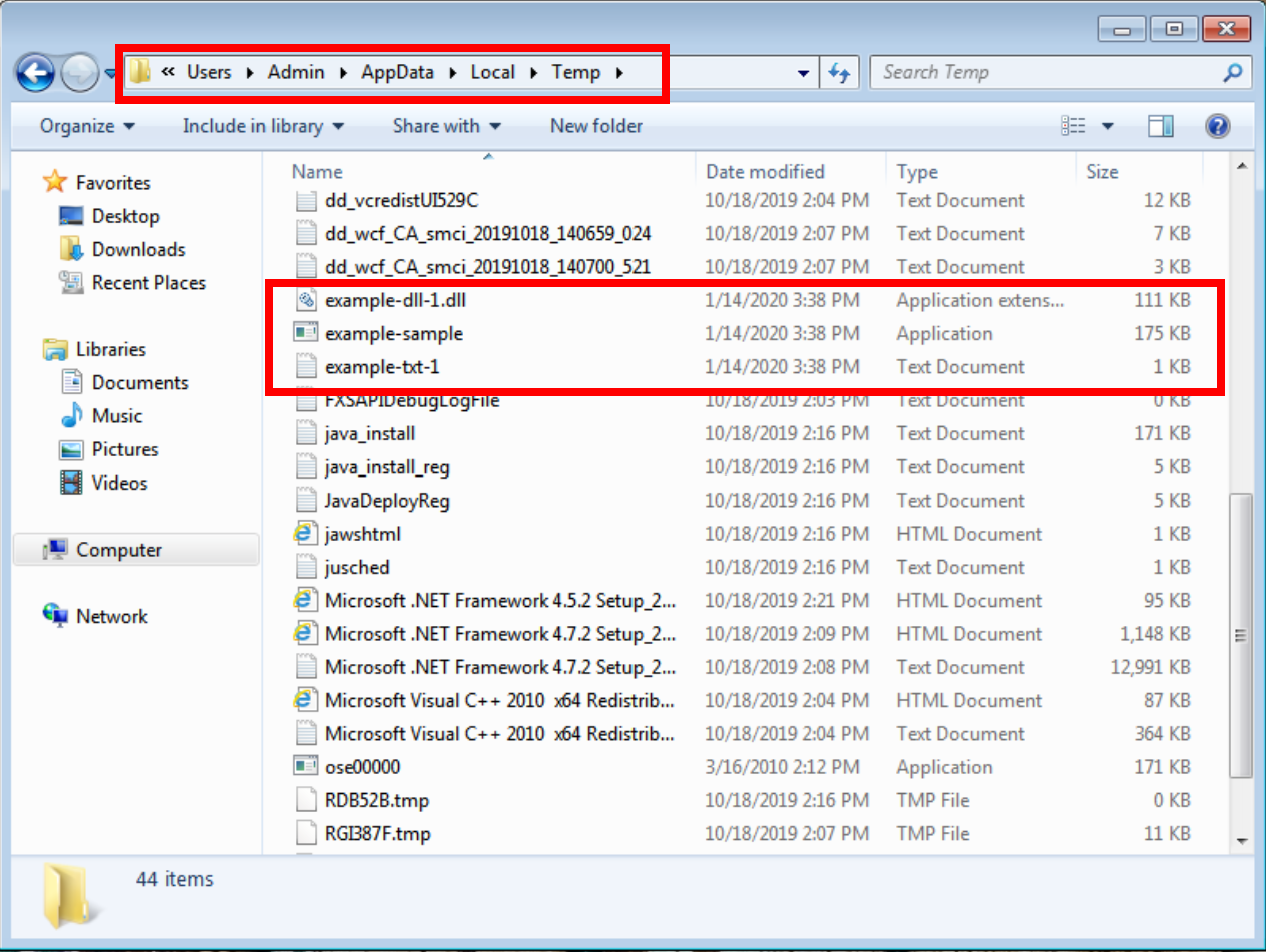 « Users Admin AppData Local Temp Search Temp
Organize Include in library Share with New folder
Favorites
Desktop
Downloads
Recent Places
Libraries
Documents
Music
Pictures
Videos
Computer
Network
Name Date modified Type Size
dd_vcredistUI529C 10/18/2019 2:04 PM Text Document 12 KB
dd_wcf_CA_smci_20191018_140659_024 10/18/2019 2:07 PM Text Document 7 KB
dd_wcf_CA_smci_20191018_140700_521 10/18/2019 2:07 PM Text Document 3 KB
example-dll-1.dll 1/14/2020 3:38 PM Application extens... 111 KB
example-sample 1/14/2020 3:38 PM Application 175 KB
example-txt-1 1/14/2020 3:38 PM Text Document 1 KB
FXSAPIDebugLogFile 10/18/2019 2:03 PM Text Document 0 KB
java_install 10/18/2019 2:16 PM Text Document 171 KB
java_install_reg 10/18/2019 2:16 PM Text Document 5 KB
JavaDeployReg 10/18/2019 2:16 PM Text Document 5 KB
jawshtml 10/18/2019 2:16 PM HTML Document 1 KB
jusched 10/18/2019 2:16 PM Text Document 1 KB
Microsoft .NET Framework 4.5.2 Setup_2... 10/18/2019 2:21 PM HTML Document 95 KB
Microsoft .NET Framework 4.7.2 Setup_2... 10/18/2019 2:09 PM HTML Document 1,148 KB
Microsoft .NET Framework 4.7.2 Setup_2... 10/18/2019 2:08 PM Text Document 12,991 KB
Microsoft Visual C++ 2010 x64 Redistrib... 10/18/2019 2:04 PM HTML Document 87 KB
Microsoft Visual C++ 2010 x64 Redistrib... 10/18/2019 2:04 PM Text Document 364 KB
ose00000 3/16/2010 2:12 PM Application 171 KB
RDB52B.tmp 10/18/2019 2:16 PM TMP File 0 KB
RGI387F.tmp 10/18/2019 2:07 PM TMP File 11 KB
44 items